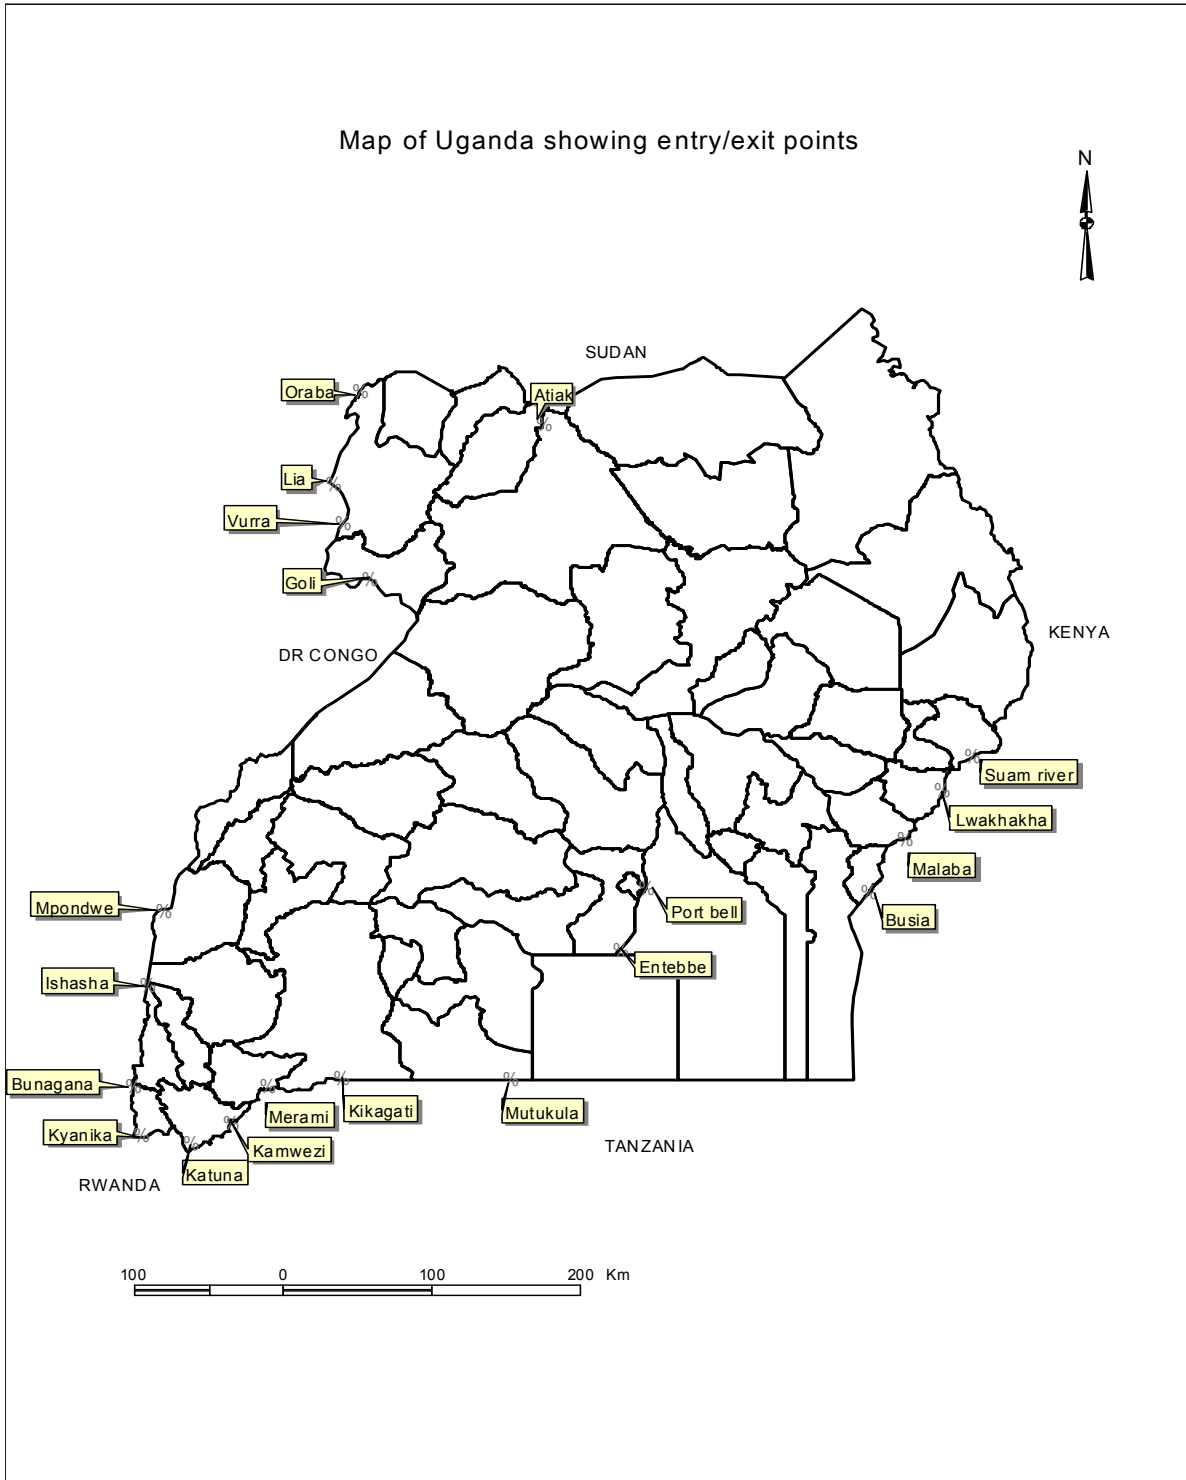 Map of Uganda showing entry/exit points
N
SUDAN
Oraba
Atiak
Lia
Vurra
Goli
KENYA
DR CONGO
Suam river
Lwakhakha
Malaba
Mpondwe
Port bell
Busia
Entebbe
Ishasha
Bunagana
Merami
Kikagati
Mutukula
Kyanika
Kamwezi
TANZANIA
Katuna
RWANDA
100 0 100 200 Km